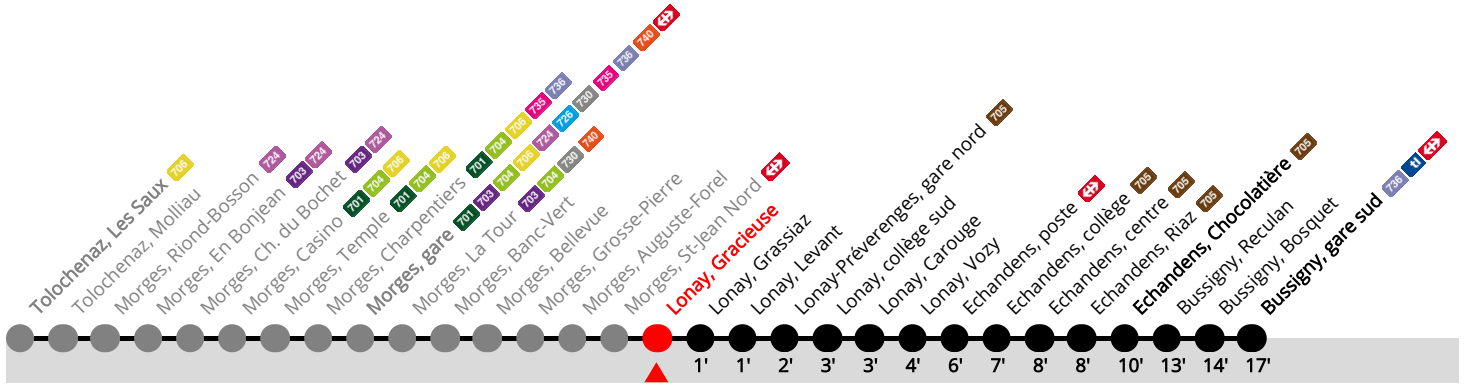 Tolochenaz, Les Saux 706
Tolochenaz, Molliau
Morges, Riond-Bosson 724
Morges, En Bonjean 703 724
Morges, Ch. du Bochet 703 724
Morges, Casino 701 704 706
Morges, Temple 701 704 706
Morges, Charpentiers 701 704 706 735 736
Morges, gare 701 703 704 706 724 726 730 735 736 740
Morges, La Tour 703 704 730 740
Morges, Banc-Vert
Morges, Bellevue
Morges, Grosse-Pierre
Morges, Auguste-Forel
Morges, St-Jean Nord
Lonay, Gracieuse
Lonay, Grassiaz
Lonay, Levant
Lonay-Préverenges, gare nord 705
Lonay, collège sud
Lonay, Carouge
Lonay, Vozy
Echandens, poste
Echandens, collège 705
Echandens, centre 705
Echandens, Riaz 705
Echandens, Chocolatière 705
Bussigny, Reculan
Bussigny, Bosquet
Bussigny, gare sud 736 tl
1' 1' 2' 3' 3' 4' 6' 7' 8' 8' 10' 13' 14' 17'